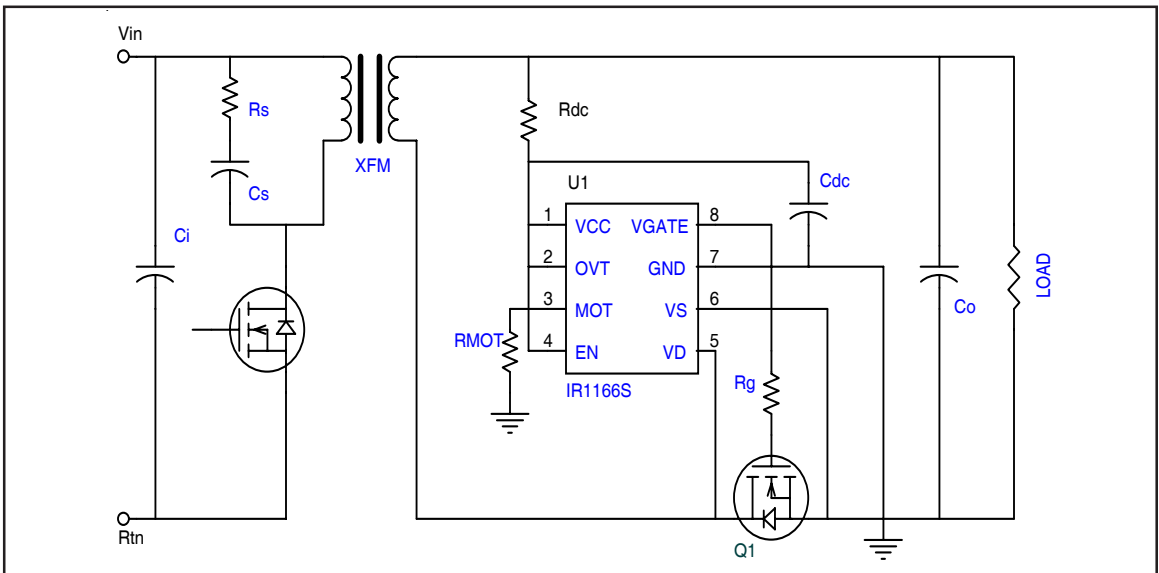 Vin
Rs
XFM
Rdc
Cs
Ci
U1
Cdc
1 VCC VGATE 8
2 OVT GND 7
3 MOT VS 6
4 EN VD 5
RMOT
IR1166S
Rg
Co
LOAD
Rtn
Q1